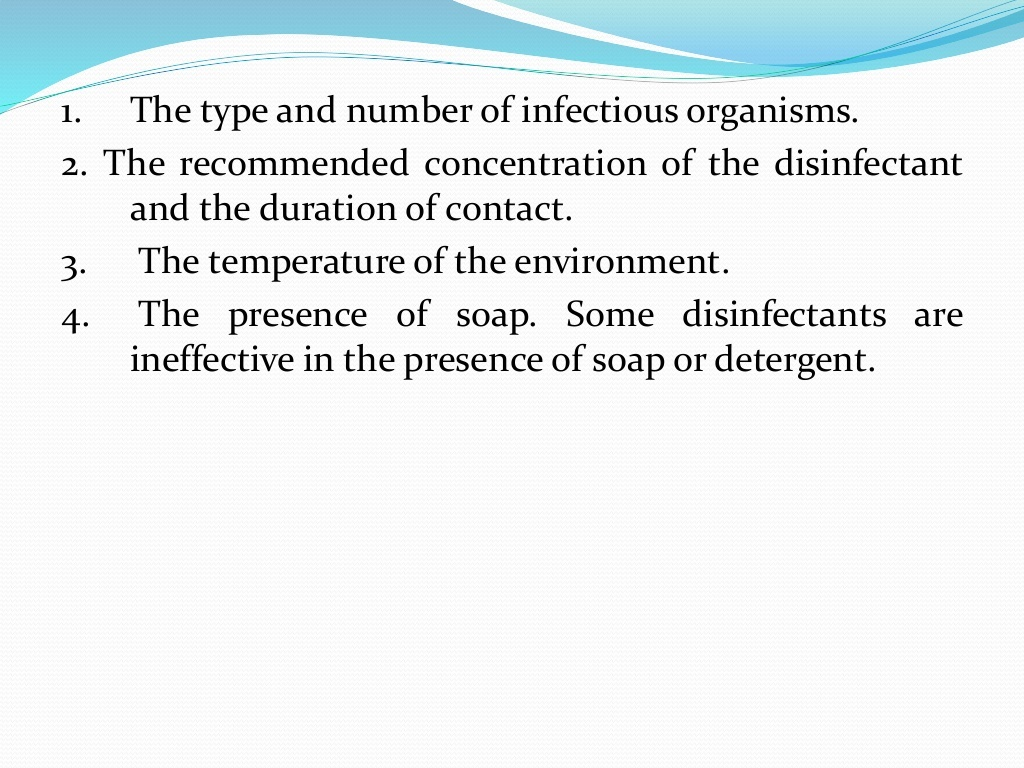 1. The type and number of infectious organisms.
2. The recommended concentration of the disinfectant
and the duration of contact.
3. The temperature of the environment.
4. The presence of soap. Some disinfectants are
ineffective in the presence of soap or detergent.